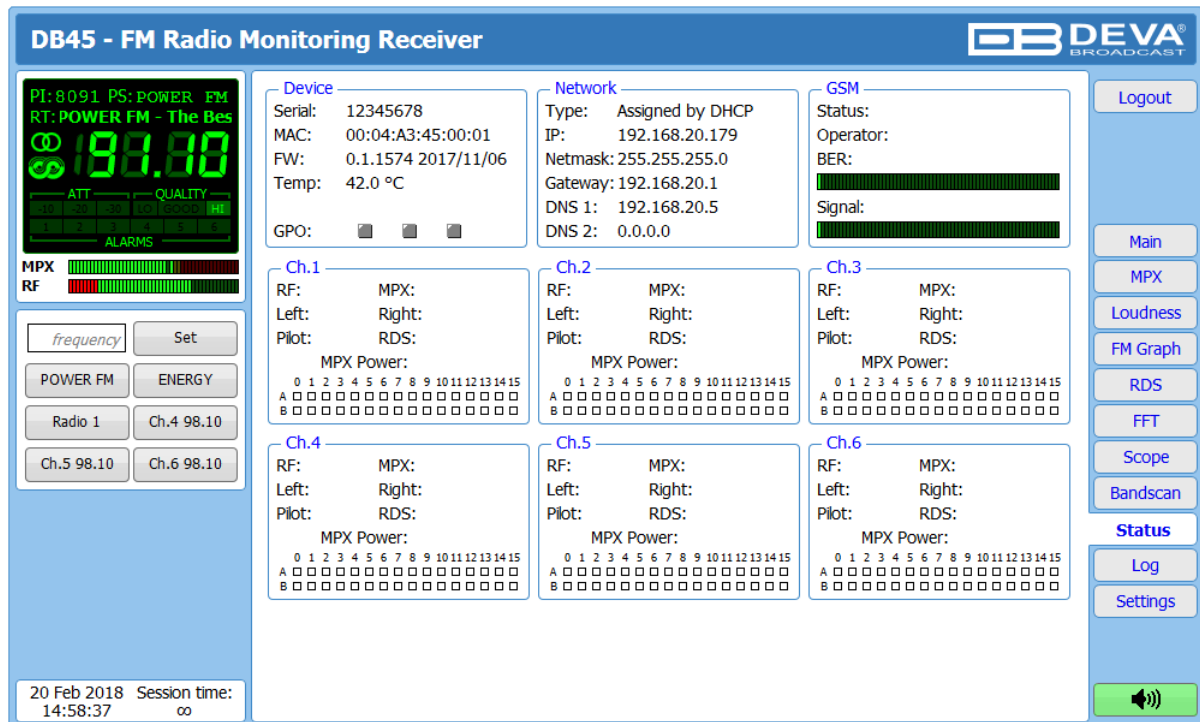 DB45 - FM Radio Monitoring Receiver
DEVA®
BROADCAST
PI:8091 PS:POWER FM
RT:POWER FM - The Bes
91.10
ATT QUALITY
-10 -20 -30 LO GOOD HI
1 2 3 4 5 6
ALARMS
MPX
RF
frequency Set
POWER FM ENERGY
Radio 1 Ch.4 98.10
Ch.5 98.10 Ch.6 98.10
20 Feb 2018 Session time:
14:58:37 ∞
Device
Serial: 12345678
MAC: 00:04:A3:45:00:01
FW: 0.1.1574 2017/11/06
Temp: 42.0 °C
GPO:
Network
Type: Assigned by DHCP
IP: 192.168.20.179
Netmask: 255.255.255.0
Gateway: 192.168.20.1
DNS 1: 192.168.20.5
DNS 2: 0.0.0.0
GSM
Status:
Operator:
BER:
Signal:
Ch.1
RF: MPX:
Left: Right:
Pilot: RDS:
MPX Power:
0 1 2 3 4 5 6 7 8 9 10 11 12 13 14 15
A
B
Ch.2
RF: MPX:
Left: Right:
Pilot: RDS:
MPX Power:
0 1 2 3 4 5 6 7 8 9 10 11 12 13 14 15
A
B
Ch.3
RF: MPX:
Left: Right:
Pilot: RDS:
MPX Power:
0 1 2 3 4 5 6 7 8 9 10 11 12 13 14 15
A
B
Ch.4
RF: MPX:
Left: Right:
Pilot: RDS:
MPX Power:
0 1 2 3 4 5 6 7 8 9 10 11 12 13 14 15
A
B
Ch.5
RF: MPX:
Left: Right:
Pilot: RDS:
MPX Power:
0 1 2 3 4 5 6 7 8 9 10 11 12 13 14 15
A
B
Ch.6
RF: MPX:
Left: Right:
Pilot: RDS:
MPX Power:
0 1 2 3 4 5 6 7 8 9 10 11 12 13 14 15
A
B
Logout
Main
MPX
Loudness
FM Graph
RDS
FFT
Scope
Bandscan
Status
Log
Settings